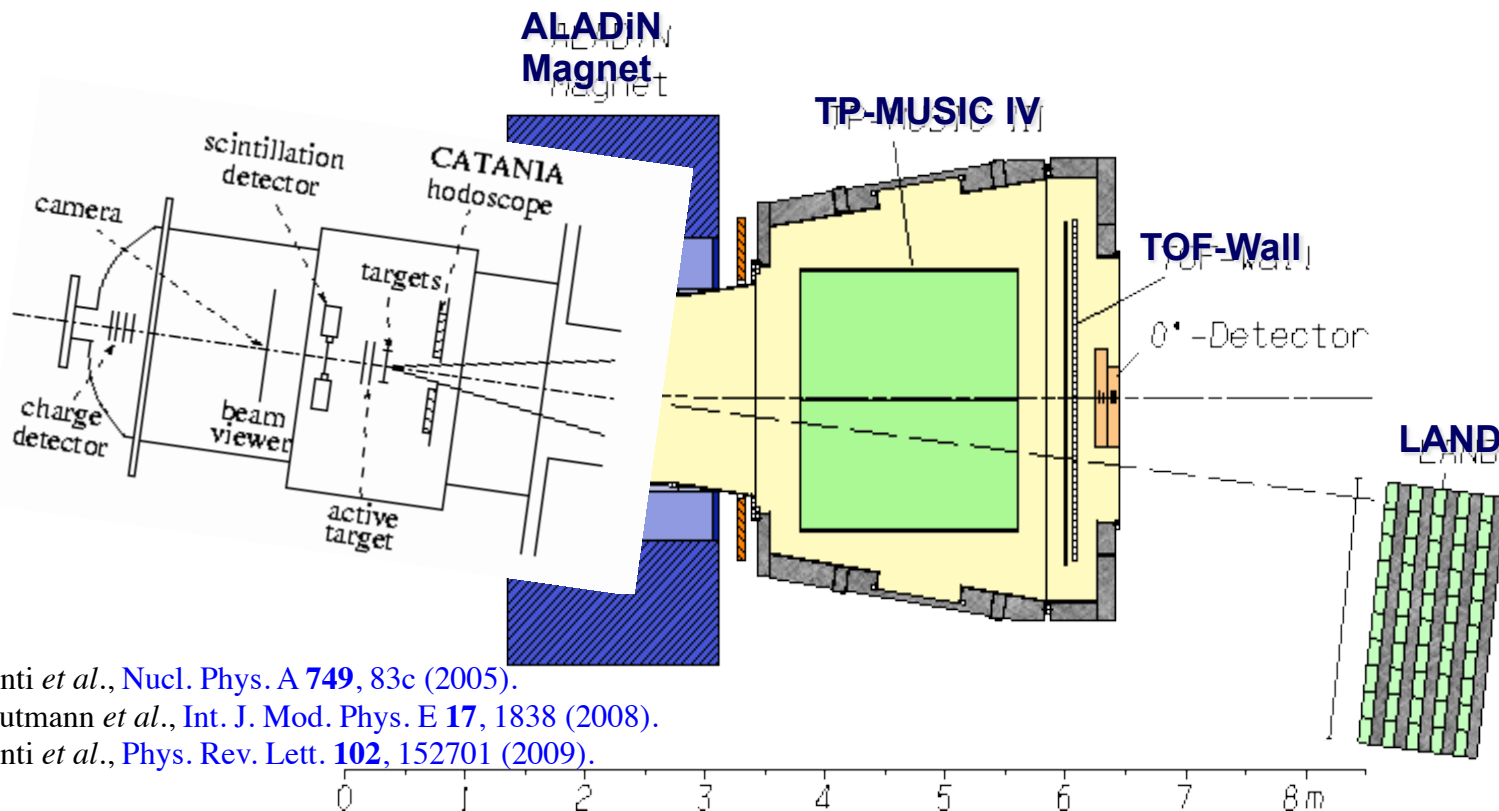 ALADiN
Magnet
TP-MUSIC IV
scintillation
detector
CATANIA
hodoscope
camera
targets
TOF-Wall
0°-Detector
charge
detector
beam
viewer
active
target
LAND
nti et al., Nucl. Phys. A 749, 83c (2005).
utmann et al., Int. J. Mod. Phys. E 17, 1838 (2008).
nti et al., Phys. Rev. Lett. 102, 152701 (2009).
0 1 2 3 4 5 6 7 8m